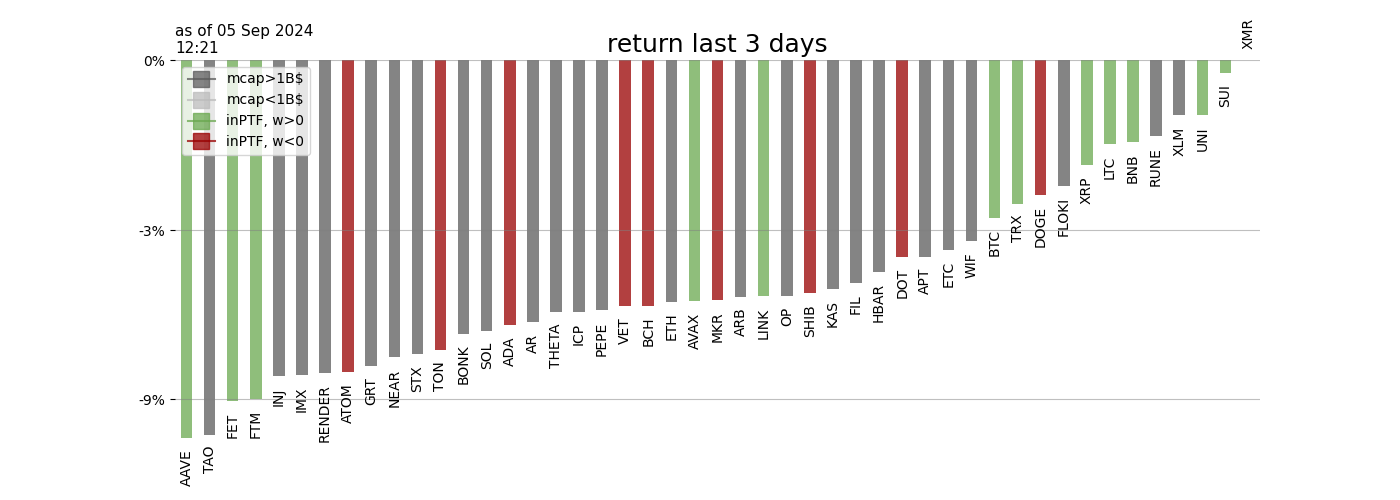 as of 05 Sep 2024
12:21
return last 3 days
XMR
0%
-3%
-9%
mcap>1B$
mcap<1B$
inPTF, w>0
inPTF, w<0
AAVE
TAO
FET
FTM
INJ
IMX
RENDER
ATOM
GRT
NEAR
STX
TON
BONK
SOL
ADA
AR
THETA
ICP
PEPE
VET
BCH
ETH
AVAX
MKR
ARB
LINK
OP
SHIB
KAS
FIL
HBAR
DOT
APT
ETC
WIF
BTC
TRX
DOGE
FLOKI
XRP
LTC
BNB
RUNE
XLM
UNI
SUI